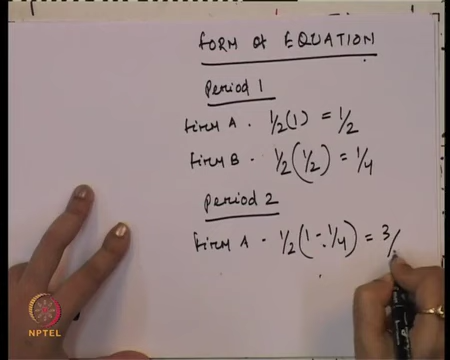 FORM OF EQUATION
Period 1
Firm A - 1/2 (1) = 1/2
Firm B - 1/2 (1/2) = 1/4
Period 2
Firm A - 1/2 (1 - 1/4) = 3/
NPTEL